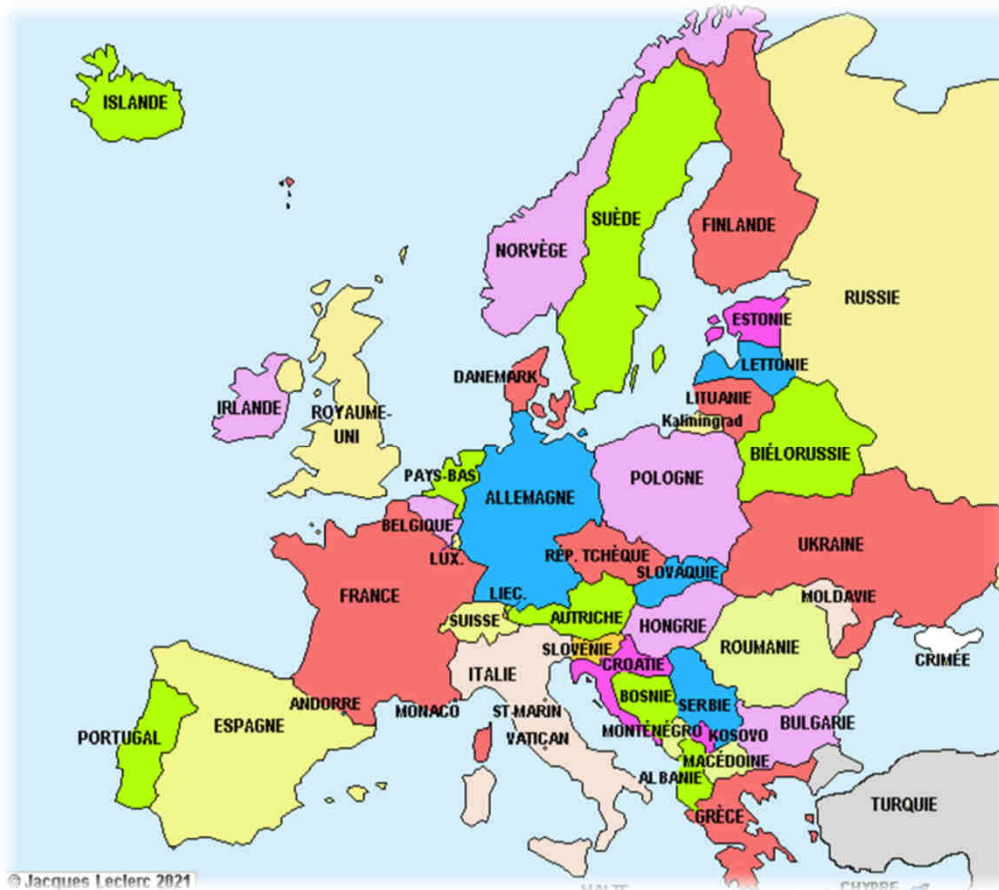 ISLANDE
SUÈDE
FINLANDE
NORVÈGE
RUSSIE
ESTONIE
LETTONIE
DANEMARK
LITUANIE
IRLANDE
ROYAUME-
UNI
Kaliningrad
BIÉLORUSSIE
PAYS-BAS
POLOGNE
ALLEMAGNE
BELGIQUE
UKRAINE
RÉP. TCHÈQUE
LUX.
SLOVAQUIE
LIEC.
FRANCE
MOLDAVIE
SUISSE
AUTRICHE
HONGRIE
ROUMANIE
SLOVÉNIE
CRIMÉE
CROATIE
ITALIE
BOSNIE
ANDORRE
MONACO
ST-MARIN
SERBIE
ESPAGNE
BULGARIE
PORTUGAL
VATICAN
MONTÉNÉGRO
KOSOVO
MACÉDOINE
ALBANIE
TURQUIE
GRÈCE
© Jacques Leclerc 2021
MALTE
CHYPRE